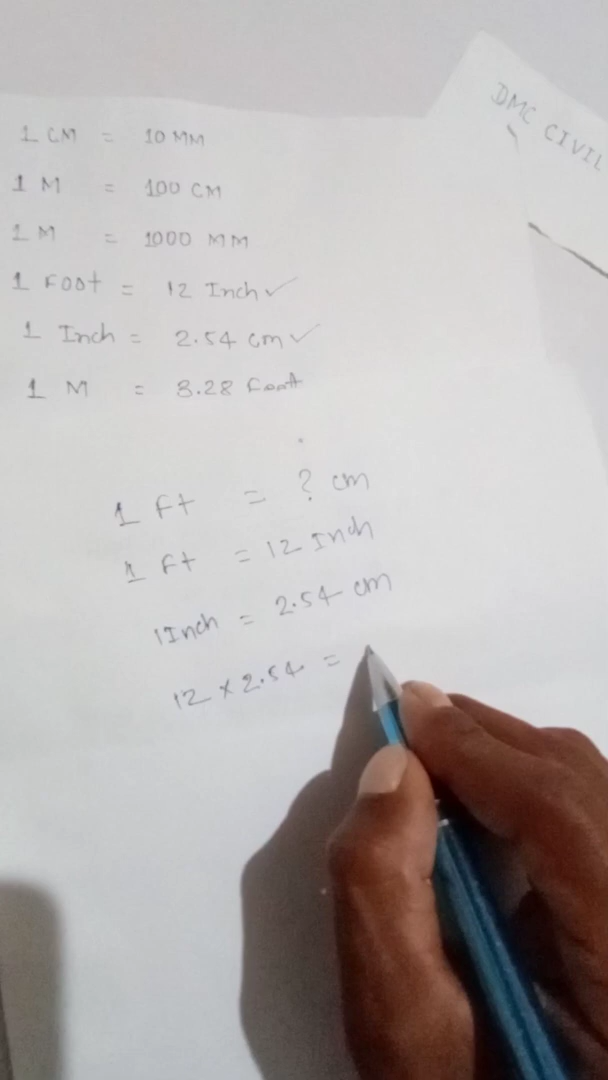 DMC CIVIL
1 CM = 10 MM
1 M = 100 CM
1 M = 1000 MM
1 Foot = 12 Inch ✓
1 Inch = 2.54 cm ✓
1 M = 3.28 Foot
1 Ft = ? cm
1 Ft = 12 Inch
1 Inch = 2.54 cm
12 × 2.54 =